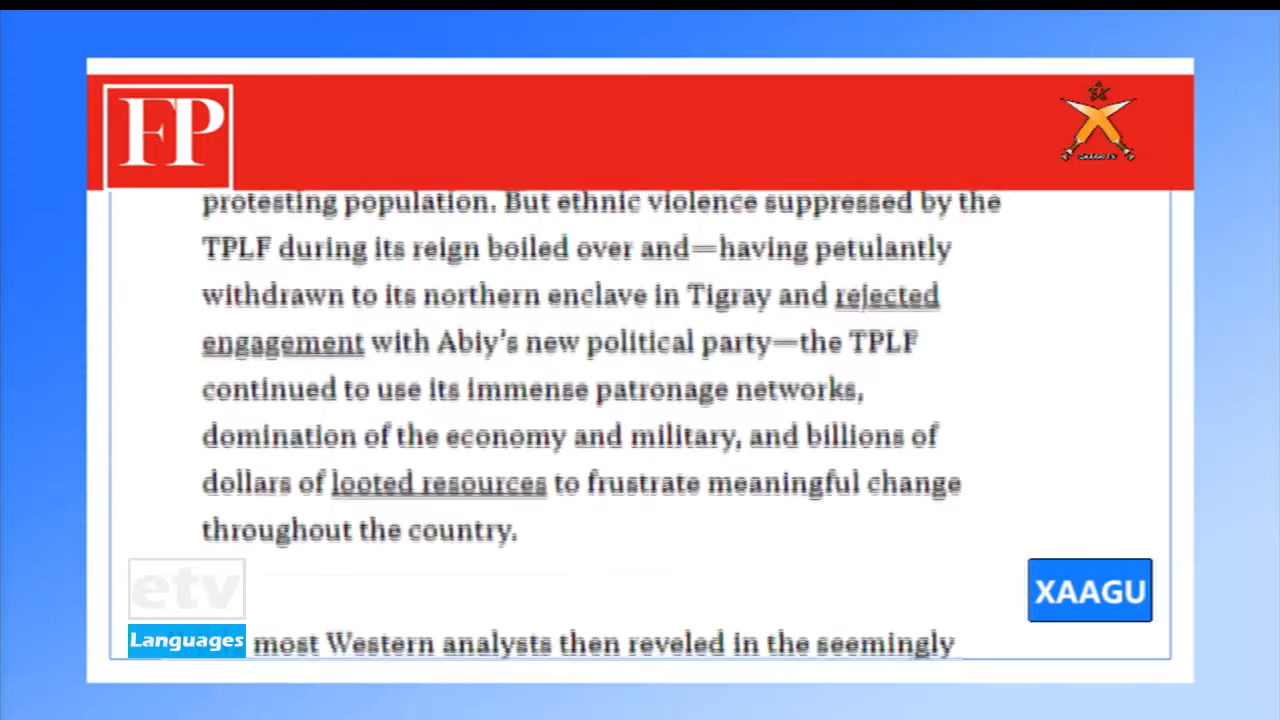 FP
protesting population. But ethnic violence suppressed by the
TPLF during its reign boiled over and—having petulantly
withdrawn to its northern enclave in Tigray and rejected
engagement with Abiy's new political party—the TPLF
continued to use its immense patronage networks,
domination of the economy and military, and billions of
dollars of looted resources to frustrate meaningful change
throughout the country.
etv
Languages
XAAGU
most Western analysts then reveled in the seemingly